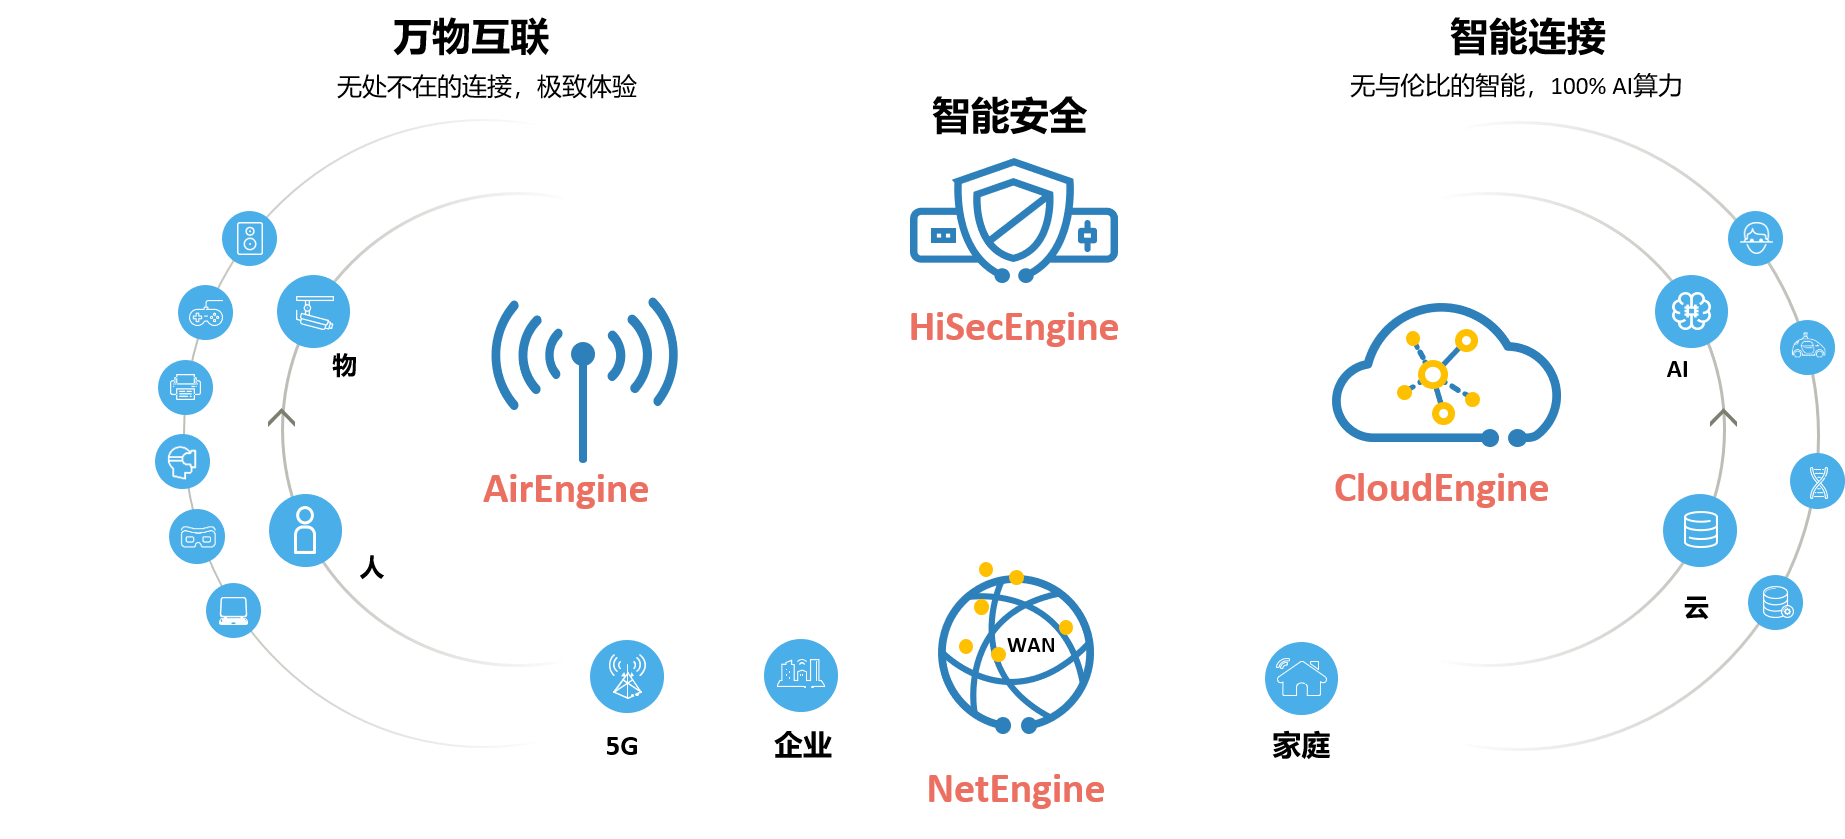 万物互联
无处不在的连接，极致体验
智能连接
无与伦比的智能，100% AI算力
智能安全
HiSecEngine
物
AI
AirEngine
CloudEngine
人
云
WAN
5G
企业
家庭
NetEngine